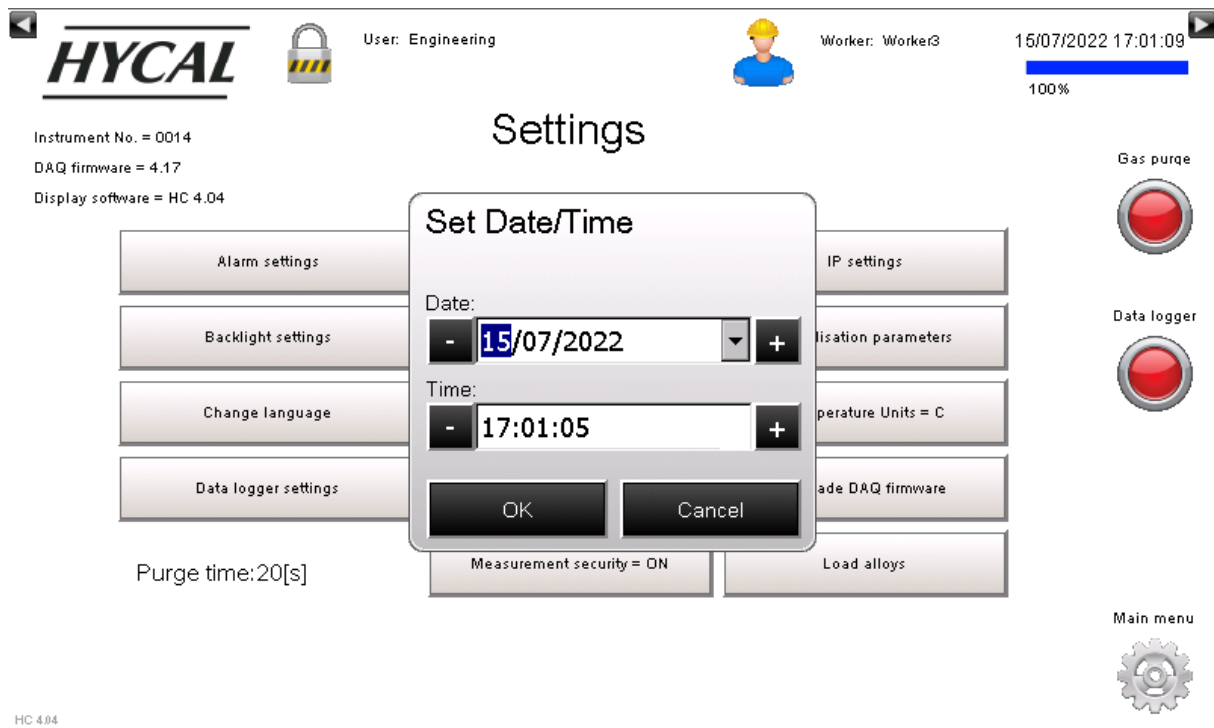 HYCAL
User: Engineering
Worker: Worker3
15/07/2022 17:01:09
100%
Instrument No. = 0014
DAQ firmware = 4.17
Display software = HC 4.04
Settings
Gas purge
Set Date/Time
Date:
- 15/07/2022 +
Time:
- 17:01:05 +
OK Cancel
Alarm settings
IP settings
Backlight settings
lisation parameters
Data logger
Change language
perature Units = C
Data logger settings
ade DAQ firmware
Purge time:20[s]
Measurement security = ON
Load alloys
Main menu
HC 4.04